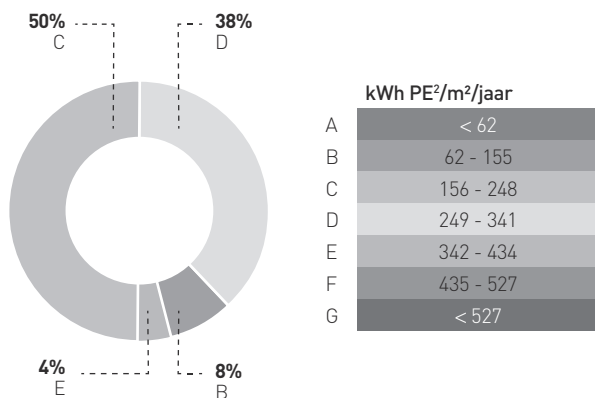 50%
C
38%
D
4%
E
8%
B
kWh PE²/m²/jaar
A < 62
B 62 - 155
C 156 - 248
D 249 - 341
E 342 - 434
F 435 - 527
G < 527